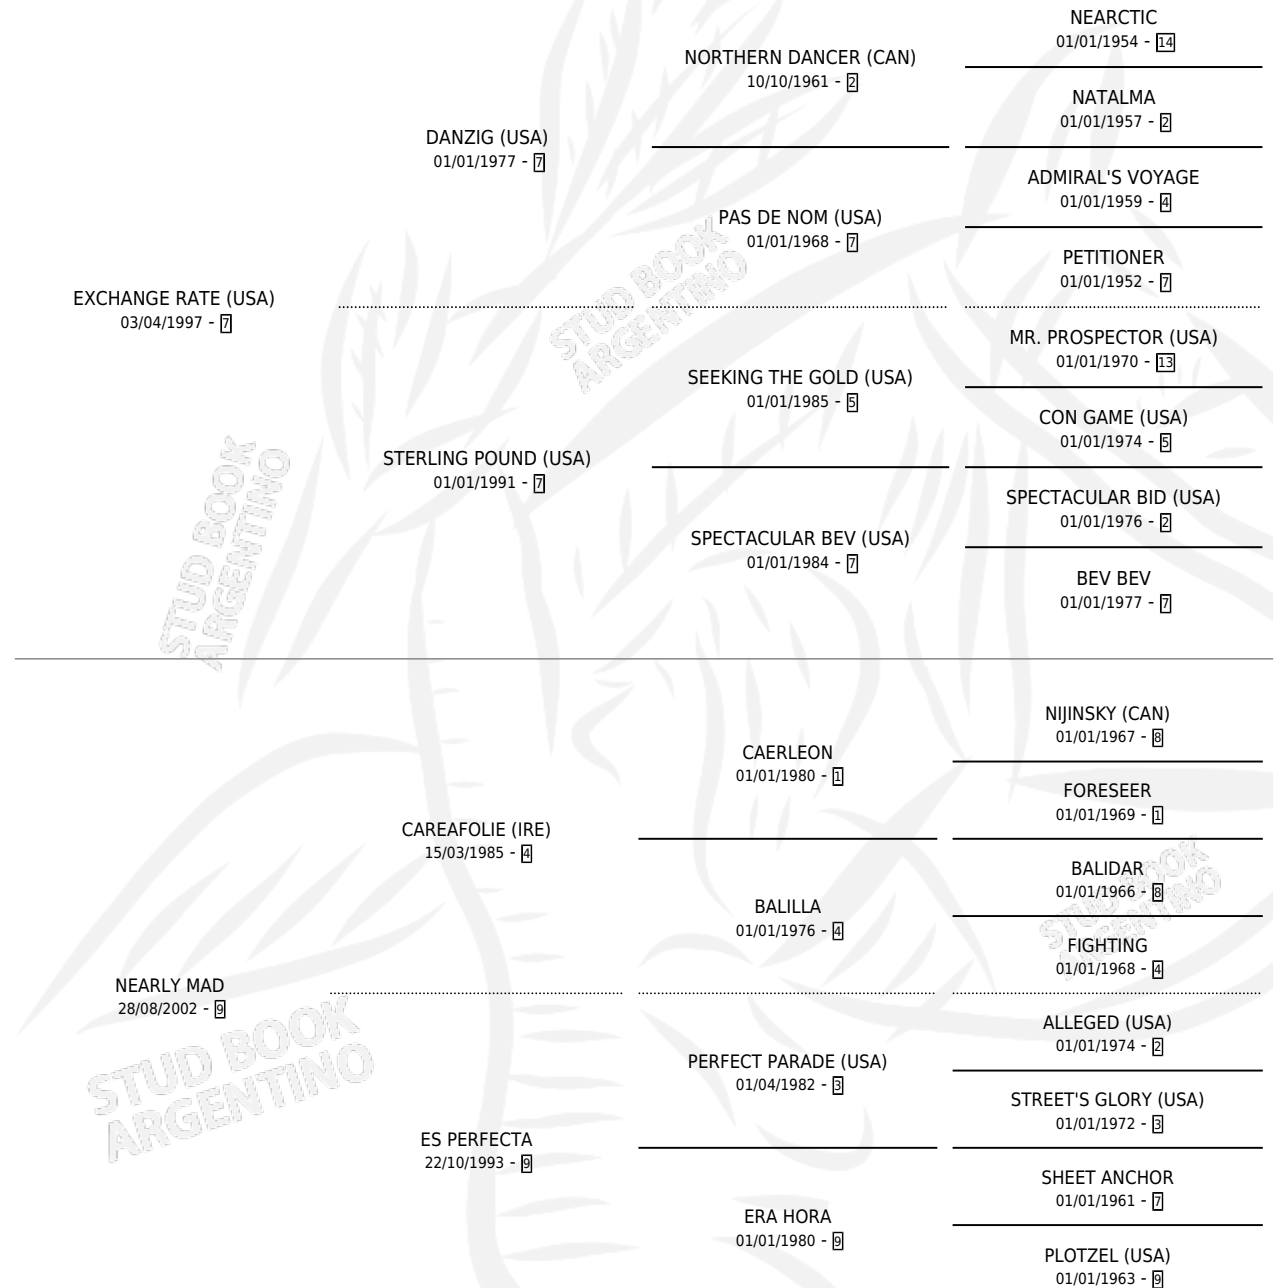 NEARCTIC
01/01/1954 - 14
NORTHERN DANCER (CAN)
10/10/1961 - 2
NATALMA
01/01/1957 - 2
DANZIG (USA)
01/01/1977 - 7
ADMIRAL'S VOYAGE
01/01/1959 - 4
PAS DE NOM (USA)
01/01/1968 - 7
PETITIONER
01/01/1952 - 7
EXCHANGE RATE (USA)
03/04/1997 - 7
STUD BOOK
ARGENTINO
MR. PROSPECTOR (USA)
01/01/1970 - 13
SEEKING THE GOLD (USA)
01/01/1985 - 5
CON GAME (USA)
01/01/1974 - 5
STERLING POUND (USA)
01/01/1991 - 7
SPECTACULAR BID (USA)
01/01/1976 - 2
SPECTACULAR BEV (USA)
01/01/1984 - 7
BEV BEV
01/01/1977 - 7
STUD BOOK
ARGENTINO
NIJINSKY (CAN)
01/01/1967 - 8
CAERLEON
01/01/1980 - 1
FORESEER
01/01/1969 - 1
CAREAFOLIE (IRE)
15/03/1985 - 4
BALIDAR
01/01/1966 - 8
BALILLA
01/01/1976 - 4
FIGHTING
01/01/1968 - 4
STUD BOOK
ARGENTINO
NEARLY MAD
28/08/2002 - 9
STUD BOOK
ARGENTINO
ALLEGED (USA)
01/01/1974 - 2
PERFECT PARADE (USA)
01/04/1982 - 3
STREET'S GLORY (USA)
01/01/1972 - 3
ES PERFECTA
22/10/1993 - 9
SHEET ANCHOR
01/01/1961 - 7
ERA HORA
01/01/1980 - 9
PLOTZEL (USA)
01/01/1963 - 9